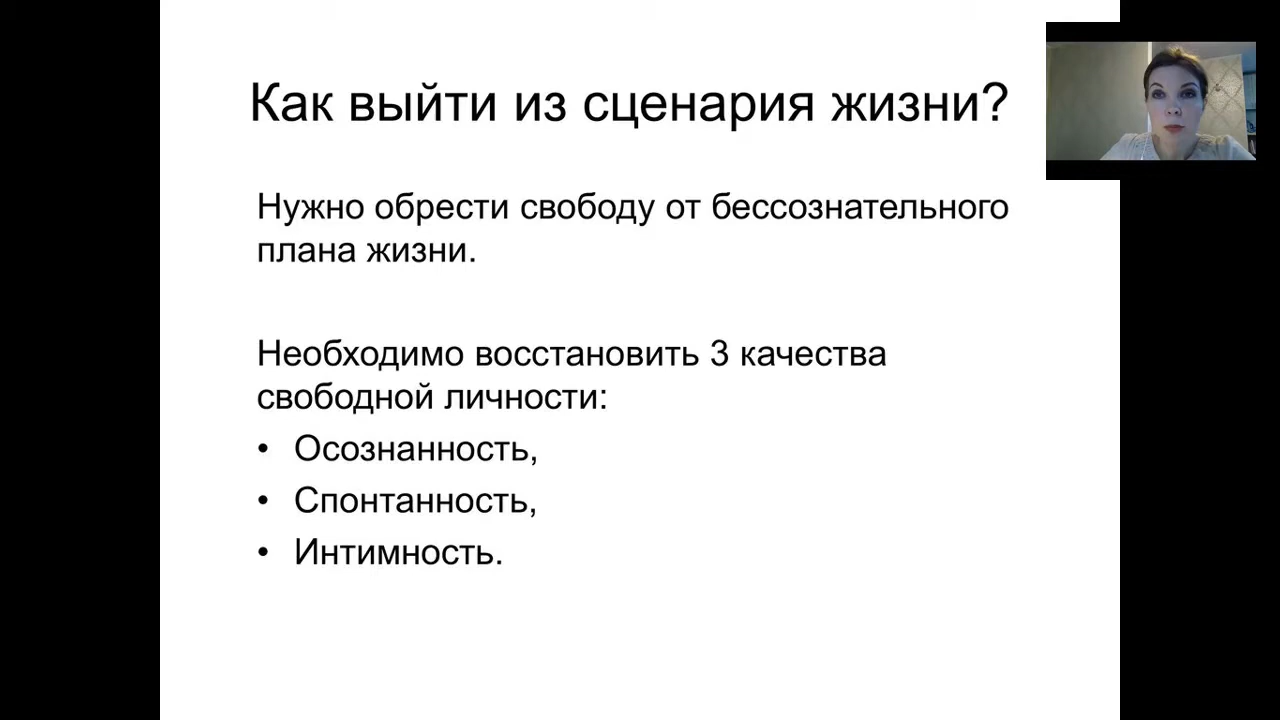 Как выйти из сценария жизни?
Нужно обрести свободу от бессознательного
плана жизни.
Необходимо восстановить 3 качества
свободной личности:
• Осознанность,
• Спонтанность,
• Интимность.